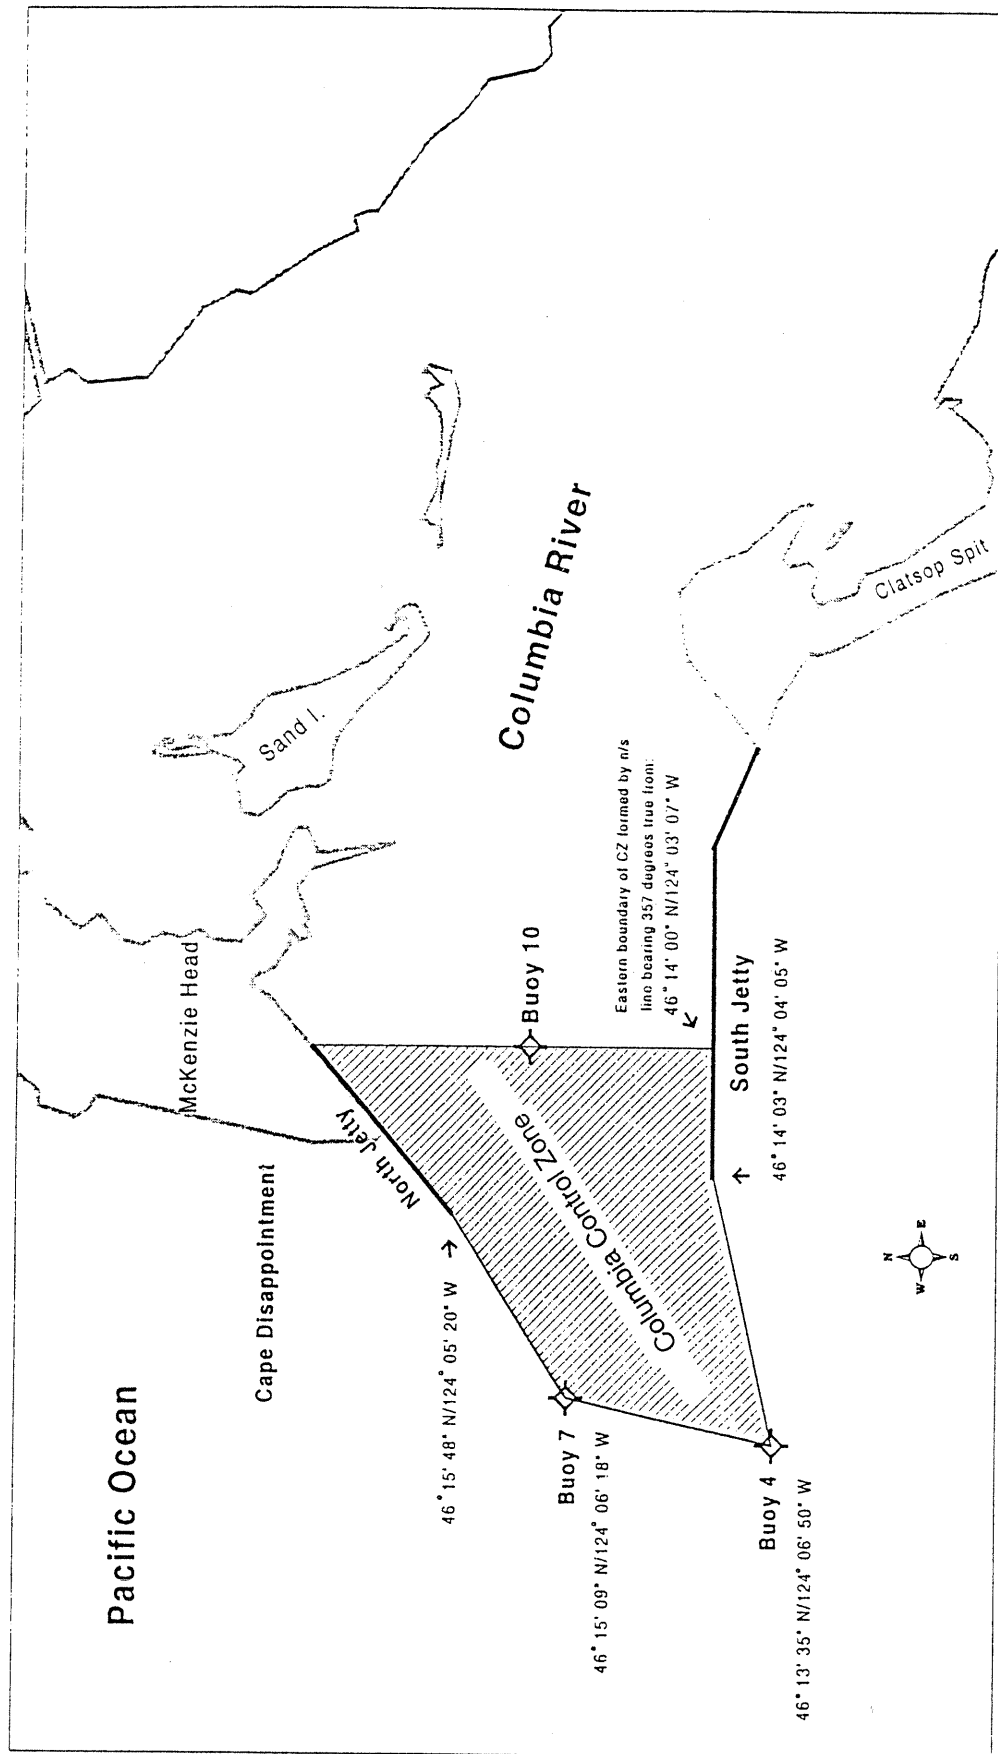 Pacific Ocean
Cape Disappointment
McKenzie Head
North Jetty
46° 15' 48" N/124° 05' 20" W
Buoy 7
46° 15' 09" N/124° 06' 18" W
Buoy 4
46° 13' 35" N/124° 06' 50" W
Columbia Control Zone
Buoy 10
Sand I.
Columbia River
Eastern boundary of CZ formed by n/s
line bearing 357 degrees true from:
46° 14' 00" N/124° 03' 07" W
South Jetty
46° 14' 03" N/124° 04' 05" W
Clatsop Spit
N
W
E
S